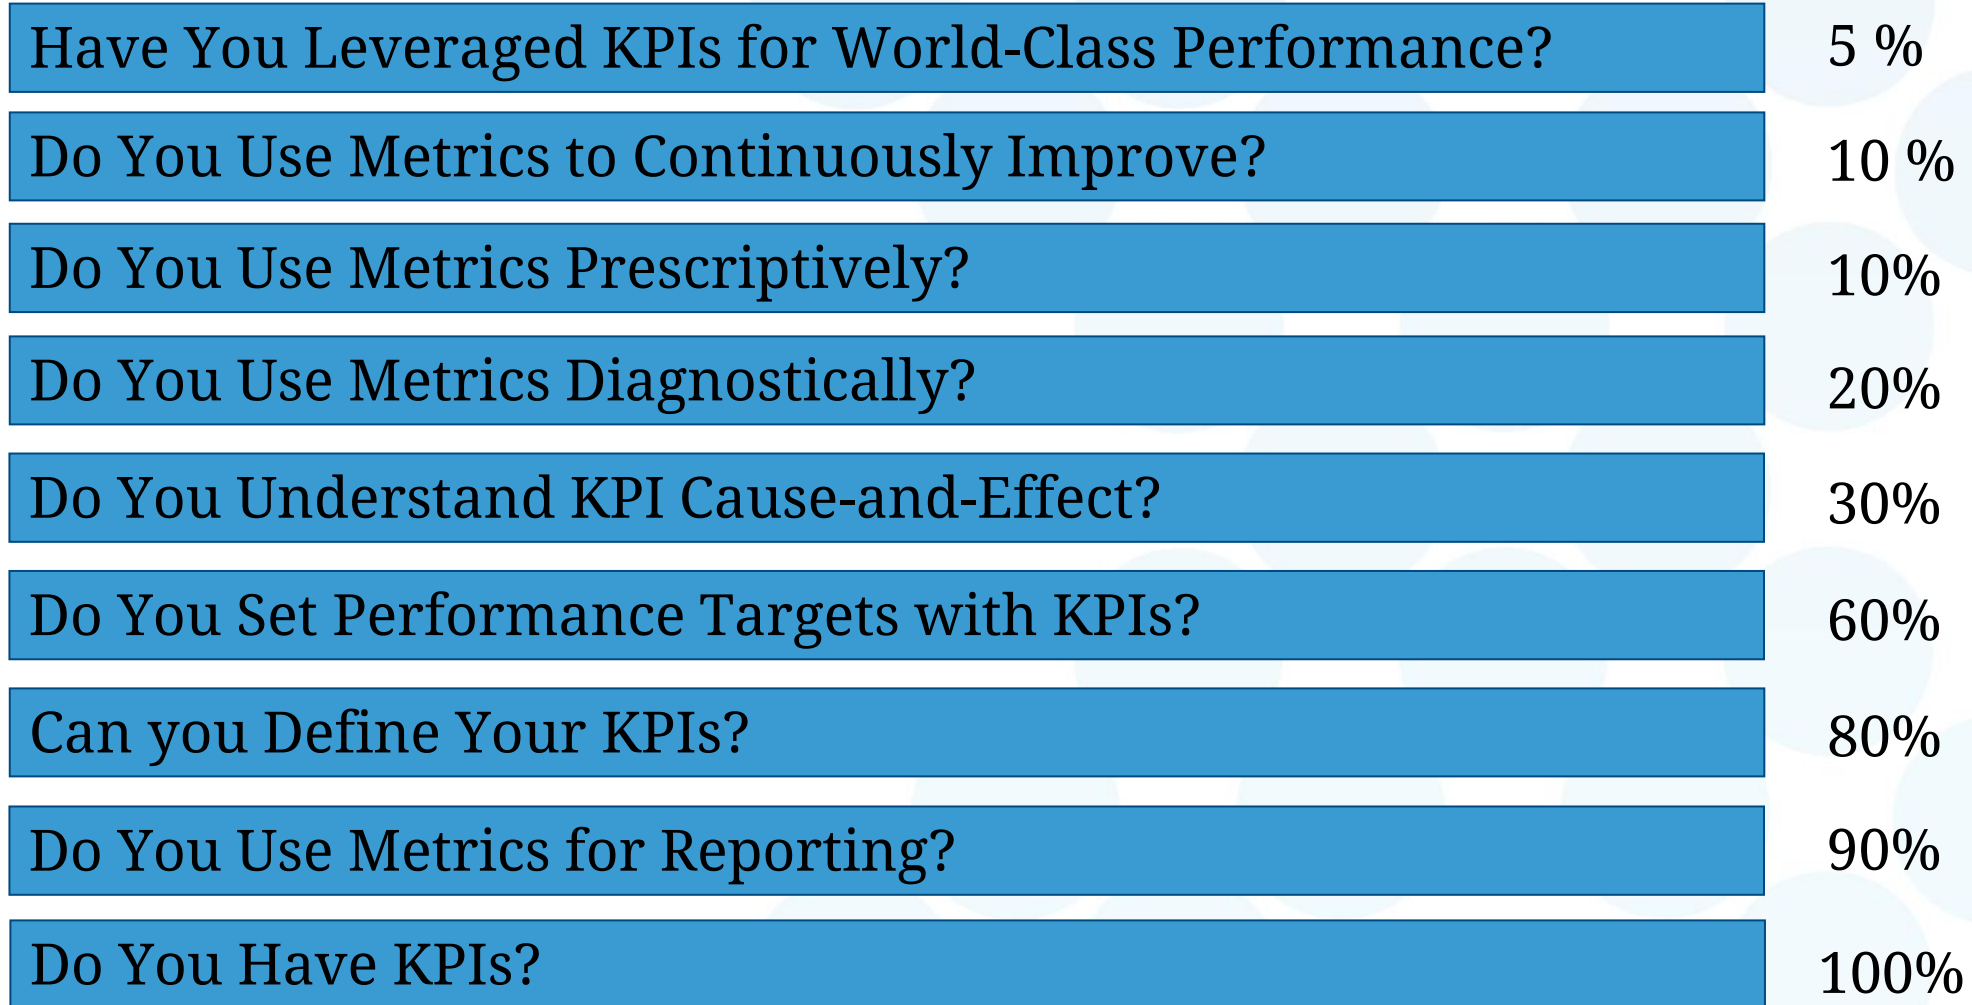 Have You Leveraged KPIs for World-Class Performance? 5 %
Do You Use Metrics to Continuously Improve? 10 %
Do You Use Metrics Prescriptively? 10%
Do You Use Metrics Diagnostically? 20%
Do You Understand KPI Cause-and-Effect? 30%
Do You Set Performance Targets with KPIs? 60%
Can you Define Your KPIs? 80%
Do You Use Metrics for Reporting? 90%
Do You Have KPIs? 100%